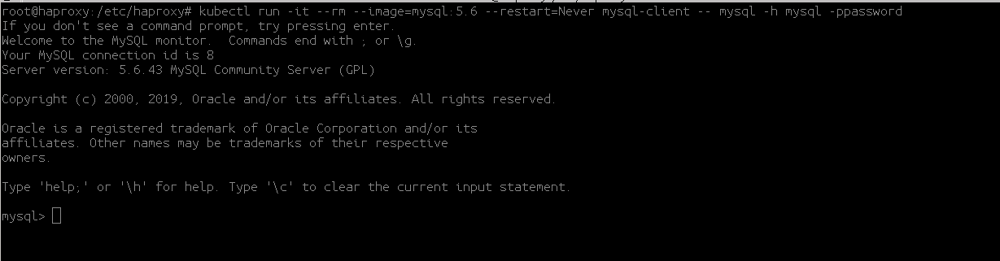 root@haproxy:/etc/haproxy# kubectl run -it --rm --image=mysql:5.6 --restart=Never mysql-client -- mysql -h mysql -ppassword
If you don't see a command prompt, try pressing enter.
Welcome to the MySQL monitor.  Commands end with ; or \g.
Your MySQL connection id is 8
Server version: 5.6.43 MySQL Community Server (GPL)
Copyright (c) 2000, 2019, Oracle and/or its affiliates. All rights reserved.
Oracle is a registered trademark of Oracle Corporation and/or its
affiliates. Other names may be trademarks of their respective
owners.
Type 'help;' or '\h' for help. Type '\c' to clear the current input statement.
mysql>